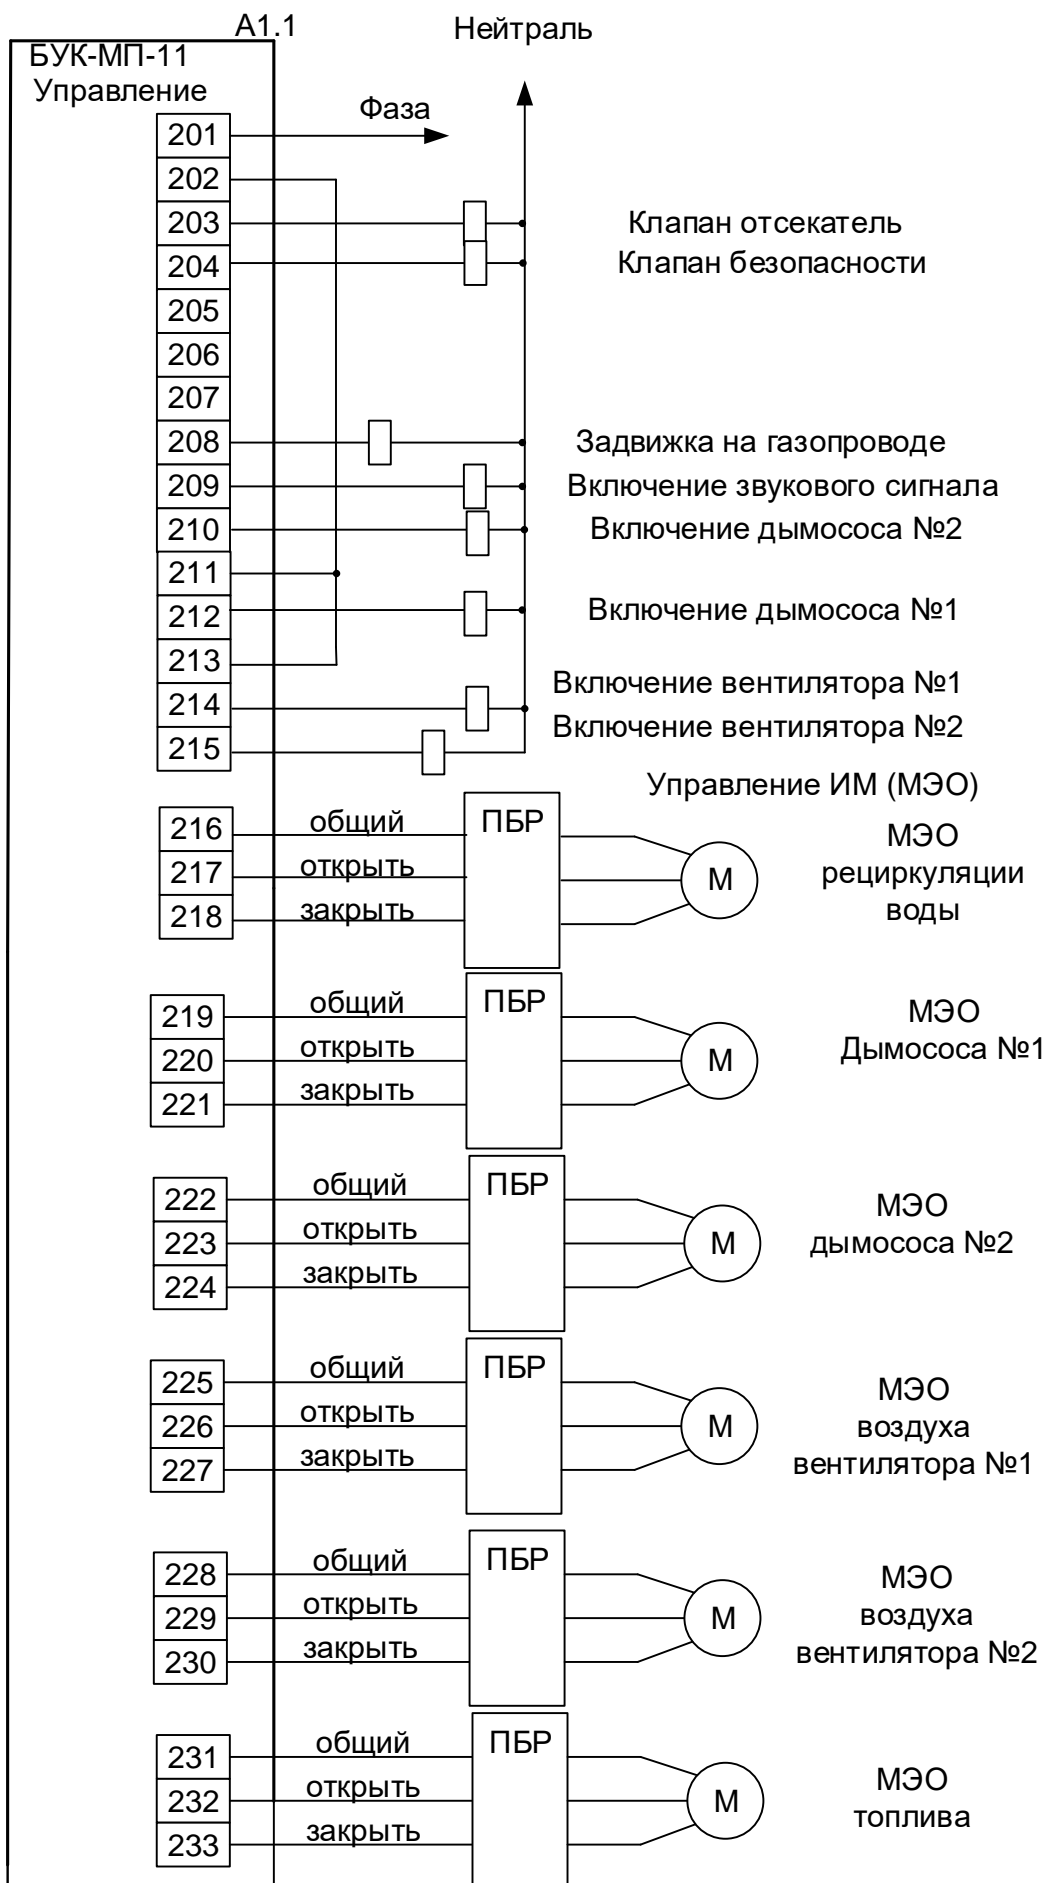 А1.1
Нейтраль
БУК-МП-11
Управление
Фаза
201
202
203
Клапан отсекатель
204
Клапан безопасности
205
206
207
208
Задвижка на газопроводе
209
Включение звукового сигнала
210
Включение дымососа №2
211
212
Включение дымососа №1
213
214
Включение вентилятора №1
215
Включение вентилятора №2
Управление ИМ (МЭО)
216
общий
ПБР
217
открыть
218
закрыть
М
МЭО
рециркуляции
воды
219
общий
ПБР
220
открыть
221
закрыть
М
МЭО
Дымососа №1
222
общий
ПБР
223
открыть
224
закрыть
М
МЭО
дымососа №2
225
общий
ПБР
226
открыть
227
закрыть
М
МЭО
воздуха
вентилятора №1
228
общий
ПБР
229
открыть
230
закрыть
М
МЭО
воздуха
вентилятора №2
231
общий
ПБР
232
открыть
233
закрыть
М
МЭО
топлива